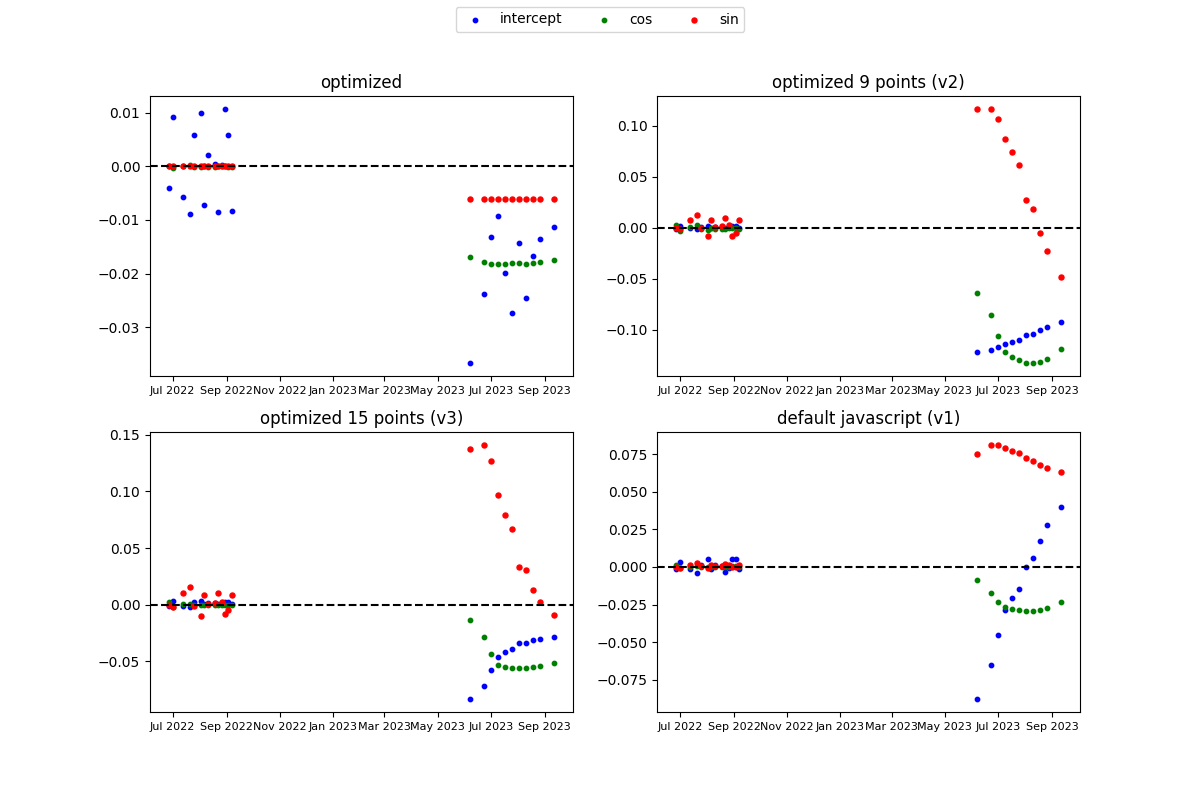 intercept cos sin
optimized
0.01
0.00
−0.01
−0.02
−0.03
Jul 2022 Sep 2022 Nov 2022 Jan 2023 Mar 2023 May 2023 Jul 2023 Sep 2023
optimized 9 points (v2)
0.10
0.05
0.00
−0.05
−0.10
Jul 2022 Sep 2022 Nov 2022 Jan 2023 Mar 2023 May 2023 Jul 2023 Sep 2023
optimized 15 points (v3)
0.15
0.10
0.05
0.00
−0.05
Jul 2022 Sep 2022 Nov 2022 Jan 2023 Mar 2023 May 2023 Jul 2023 Sep 2023
default javascript (v1)
0.075
0.050
0.025
0.000
−0.025
−0.050
−0.075
Jul 2022 Sep 2022 Nov 2022 Jan 2023 Mar 2023 May 2023 Jul 2023 Sep 2023